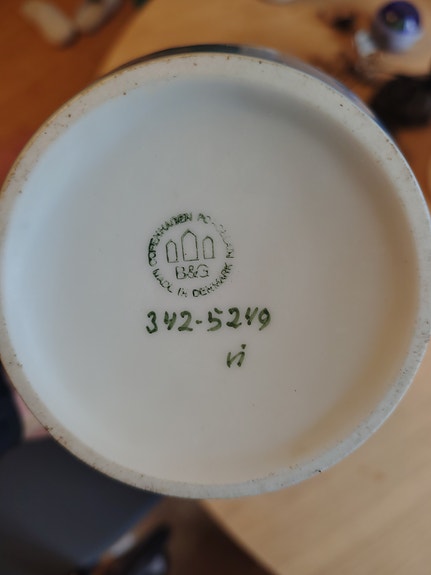 COPENHAGEN PORCELAIN
B&G
MADE IN DENMARK
342-5249
vi